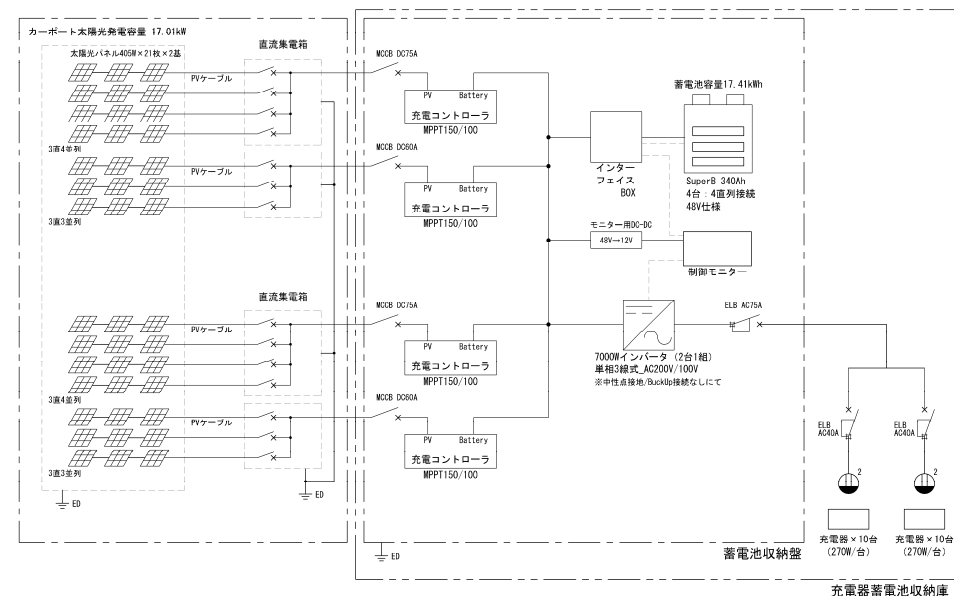 カーポート太陽光発電容量 17.01kW
太陽光パネル405W×21枚×2基
直流集電箱
PVケーブル
3直4並列
PVケーブル
3直3並列
直流集電箱
PVケーブル
3直4並列
PVケーブル
3直3並列
ED
ED
MCCB DC75A
PV Battery
充電コントローラ
MPPT150/100
MCCB DC60A
PV Battery
充電コントローラ
MPPT150/100
MCCB DC75A
PV Battery
充電コントローラ
MPPT150/100
MCCB DC60A
PV Battery
充電コントローラ
MPPT150/100
インター
フェイス
BOX
蓄電池容量17.41kWh
SuperB 340Ah
4台：4直列接続
48V仕様
モニター用DC-DC
48V→12V
制御モニター
7000Wインバータ (2台1組)
単相3線式_AC200V/100V
※中性点接地/BuckUp接続なしにて
ELB AC75A
ELB
AC40A
2
充電器×10台
(270W/台)
ELB
AC40A
2
充電器×10台
(270W/台)
ED
蓄電池収納盤
充電器蓄電池収納庫